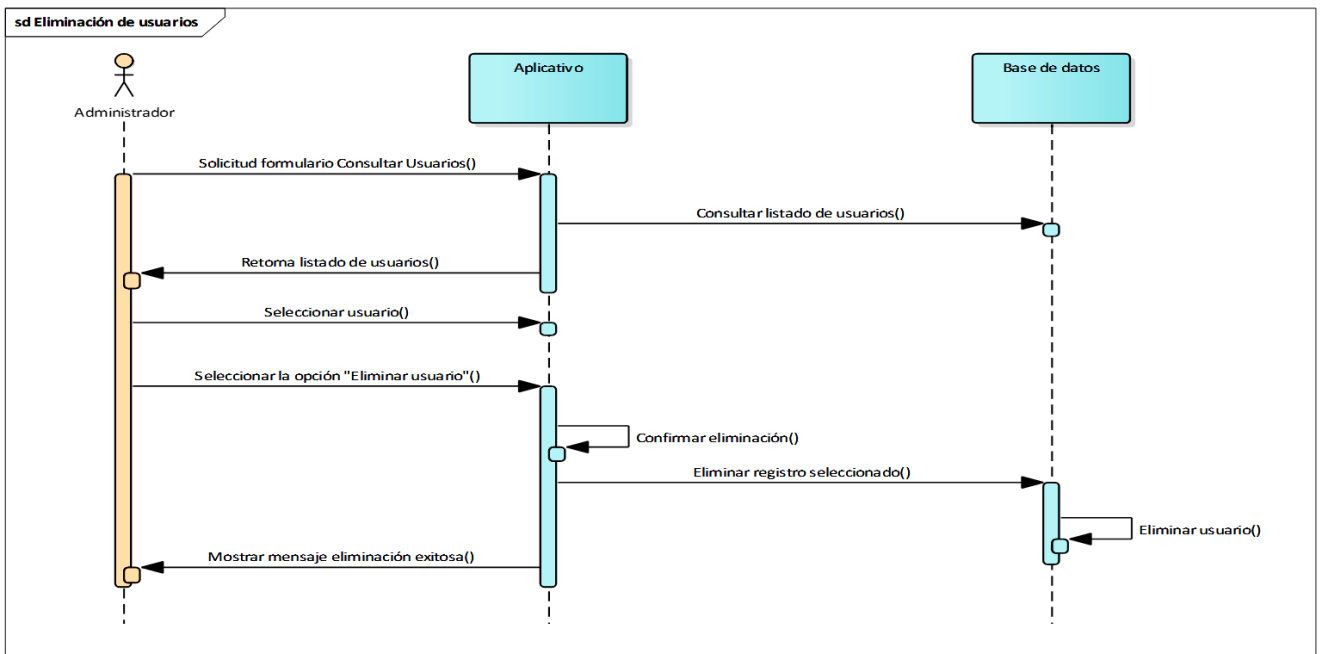 sd Eliminación de usuarios
Administrador
Aplicativo
Base de datos
Solicitud formulario Consultar Usuarios()
Consultar listado de usuarios()
Retorna listado de usuarios()
Seleccionar usuario()
Seleccionar la opción "Eliminar usuario"()
Confirmar eliminación()
Eliminar registro seleccionado()
Eliminar usuario()
Mostrar mensaje eliminación exitosa()